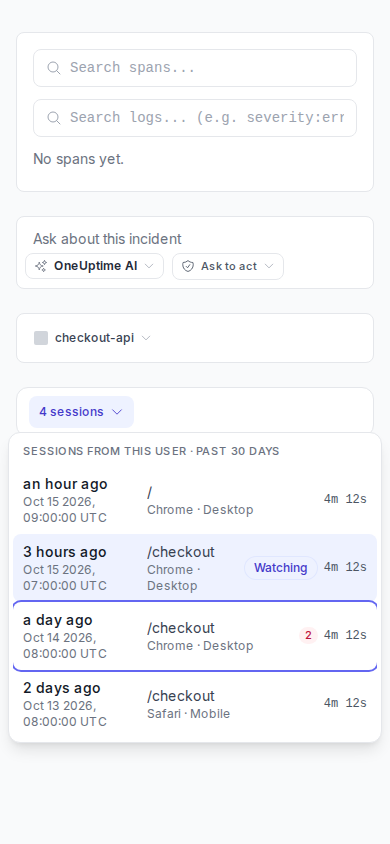 Search spans...
Search logs... (e.g. severity:err
No spans yet.
Ask about this incident
OneUptime AI
Ask to act
checkout-api
4 sessions
SESSIONS FROM THIS USER · PAST 30 DAYS
an hour ago
Oct 15 2026,
09:00:00 UTC
/
Chrome · Desktop
4m 12s
3 hours ago
Oct 15 2026,
07:00:00 UTC
/checkout
Chrome ·
Desktop
Watching
4m 12s
a day ago
Oct 14 2026,
08:00:00 UTC
/checkout
Chrome · Desktop
2
4m 12s
2 days ago
Oct 13 2026,
08:00:00 UTC
/checkout
Safari · Mobile
4m 12s